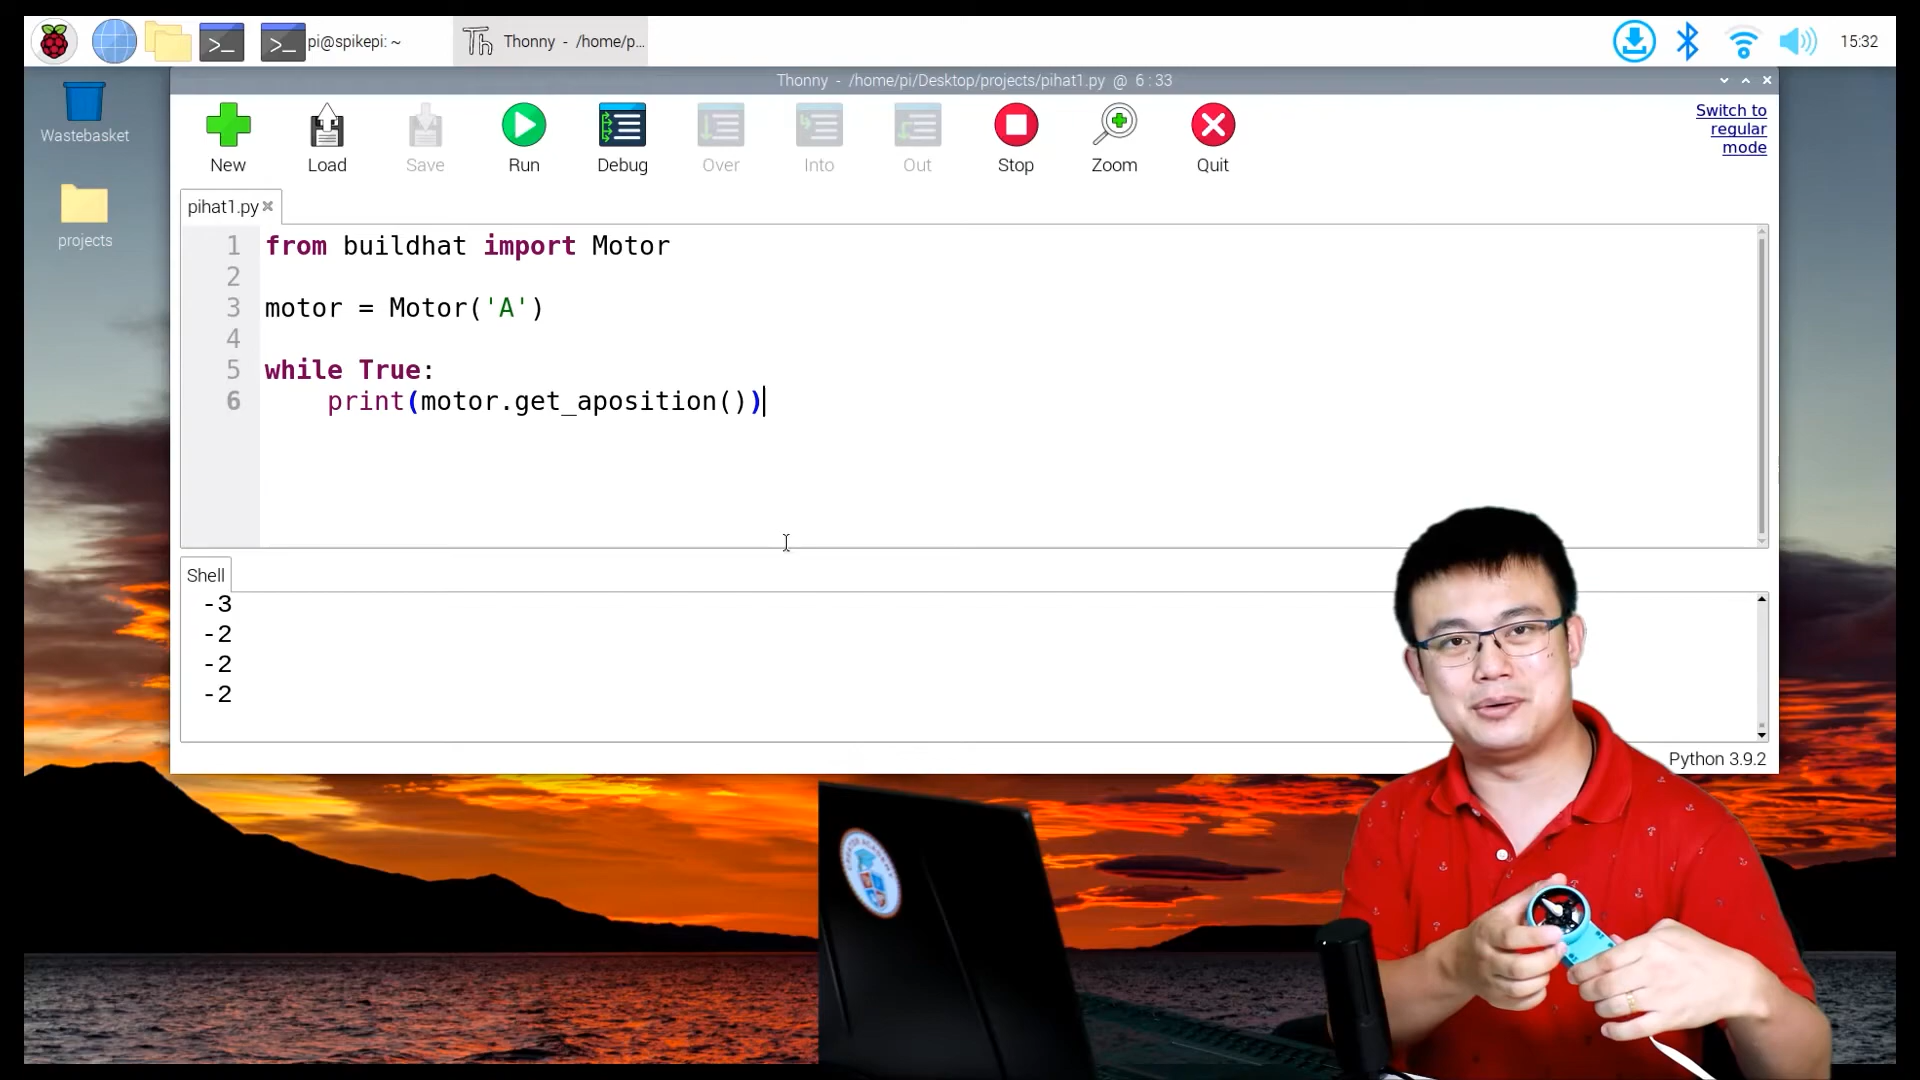 pi@spikepi: ~
Thonny - /home/p...
15:32
Thonny - /home/pi/Desktop/projects/pihat1.py @ 6:33
Wastebasket
projects
New
Load
Save
Run
Debug
Over
Into
Out
Stop
Zoom
Quit
Switch to
regular
mode
pihat1.py
1 from buildhat import Motor
2
3 motor = Motor('A')
4
5 while True:
6 print(motor.get_aposition())
Shell
-3
-2
-2
-2
Python 3.9.2
CREATOR ACADEMY